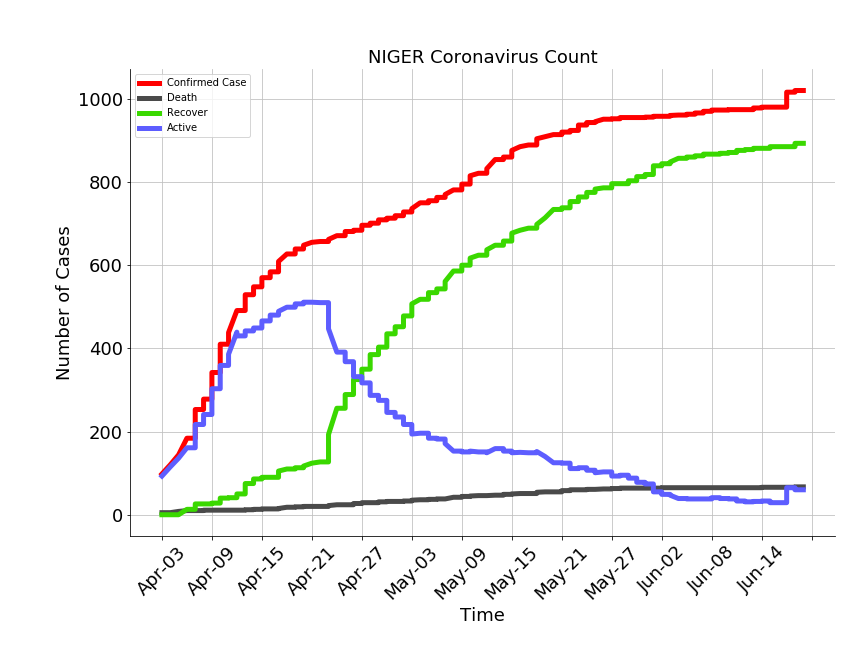 NIGER Coronavirus Count
Confirmed Case
Death
Recover
Active
Number of Cases
1000
800
600
400
200
0
Apr-03
Apr-09
Apr-15
Apr-21
Apr-27
May-03
May-09
May-15
May-21
May-27
Jun-02
Jun-08
Jun-14
Time